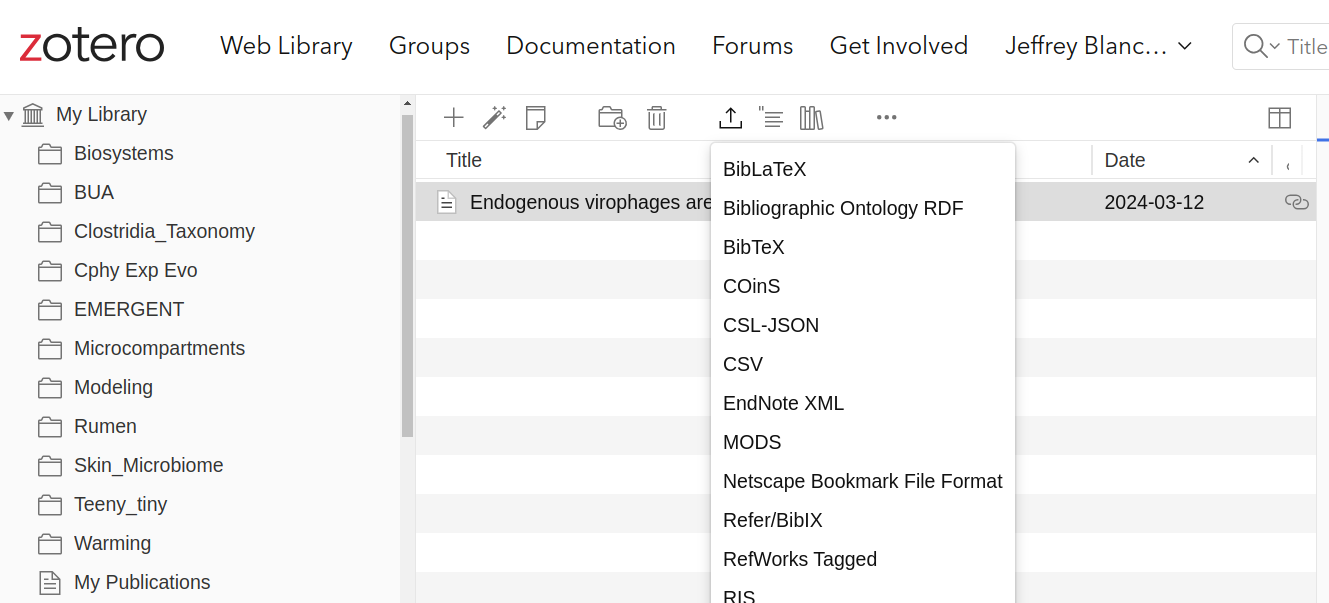 zotero Web Library Groups Documentation Forums Get Involved Jeffrey Blanc... Title
My Library
Biosystems
BUA
Clostridia_Taxonomy
Cphy Exp Evo
EMERGENT
Microcompartments
Modeling
Rumen
Skin_Microbiome
Teeny_tiny
Warming
My Publications
Title Date
Endogenous virophages are 2024-03-12
BibLaTeX
Bibliographic Ontology RDF
BibTeX
COinS
CSL-JSON
CSV
EndNote XML
MODS
Netscape Bookmark File Format
Refer/BibIX
RefWorks Tagged
RIS